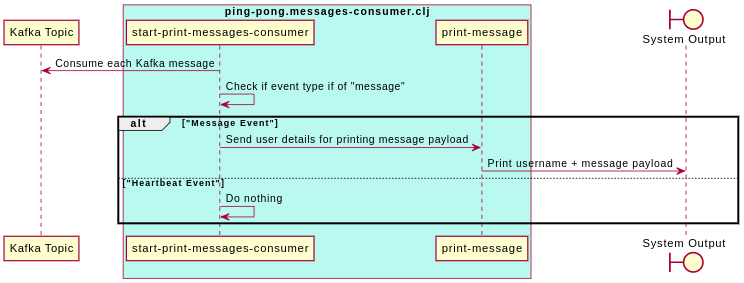 ping-pong.messages-consumer.clj
Kafka Topic
start-print-messages-consumer
print-message
System Output
Consume each Kafka message
Check if event type if of "message"
alt
["Message Event"]
Send user details for printing message payload
Print username + message payload
["Heartbeat Event"]
Do nothing
Kafka Topic
start-print-messages-consumer
print-message
System Output